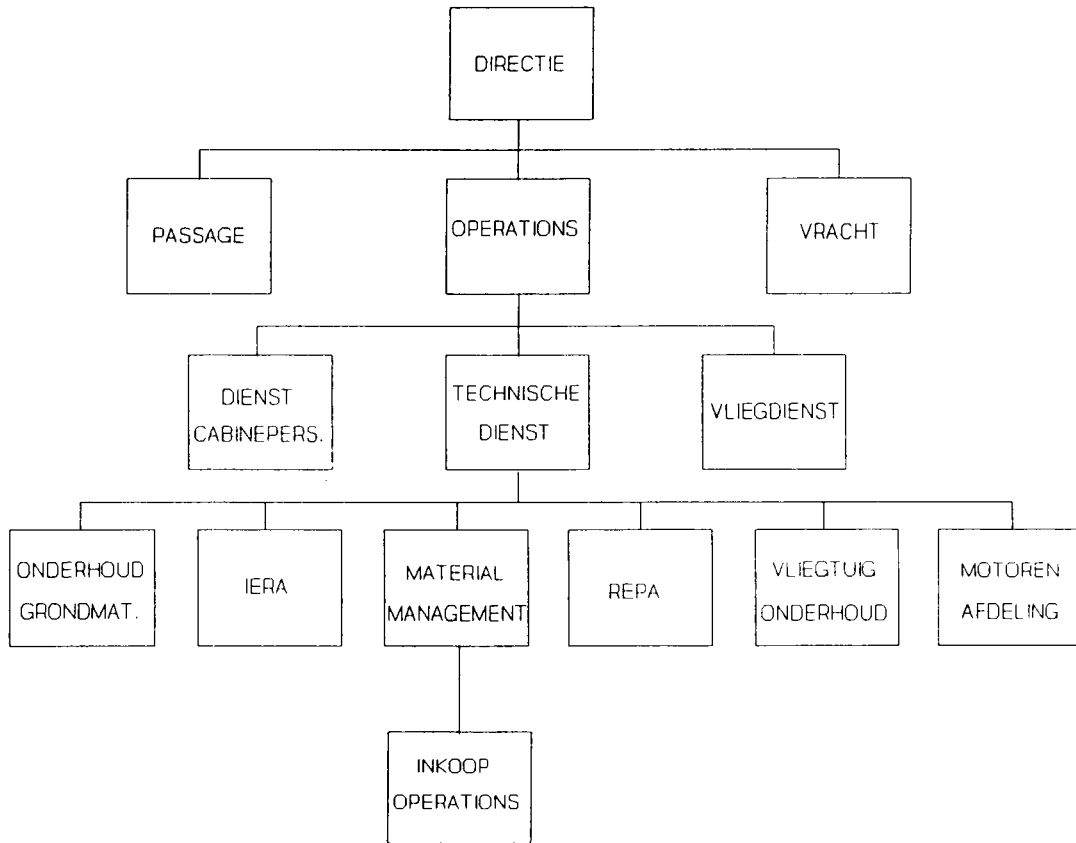 DIRECTIE
PASSAGE
OPERATIONS
VRACHT
DIENST
CABINEPERS.
TECHNISCHE
DIENST
VLIEGDIENST
ONDERHOUD
GRONDMAT.
IERA
MATERIAL
MANAGEMENT
REPA
VLIEGTUIG
ONDERHOUD
MOTOREN
AFDELING
INKOOP
OPERATIONS